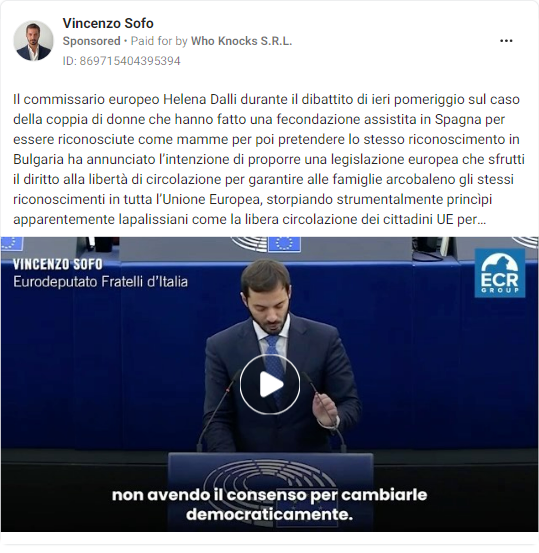 Vincenzo Sofo
Sponsored • Paid for by Who Knocks S.R.L.
ID: 869715404395394
Il commissario europeo Helena Dalli durante il dibattito di ieri pomeriggio sul caso
della coppia di donne che hanno fatto una fecondazione assistita in Spagna per
essere riconosciute come mamme per poi pretendere lo stesso riconoscimento in
Bulgaria ha annunciato l'intenzione di proporre una legislazione europea che sfrutti
il diritto alla libertà di circolazione per garantire alle famiglie arcobaleno gli stessi
riconoscimenti in tutta l'Unione Europea, storpiando strumentalmente princìpi
apparentemente lapalissiani come la libera circolazione dei cittadini UE per...
VINCENZO SOFO
Eurodeputato Fratelli d'Italia
ECR
GROUP
non avendo il consenso per cambiarle
democraticamente.